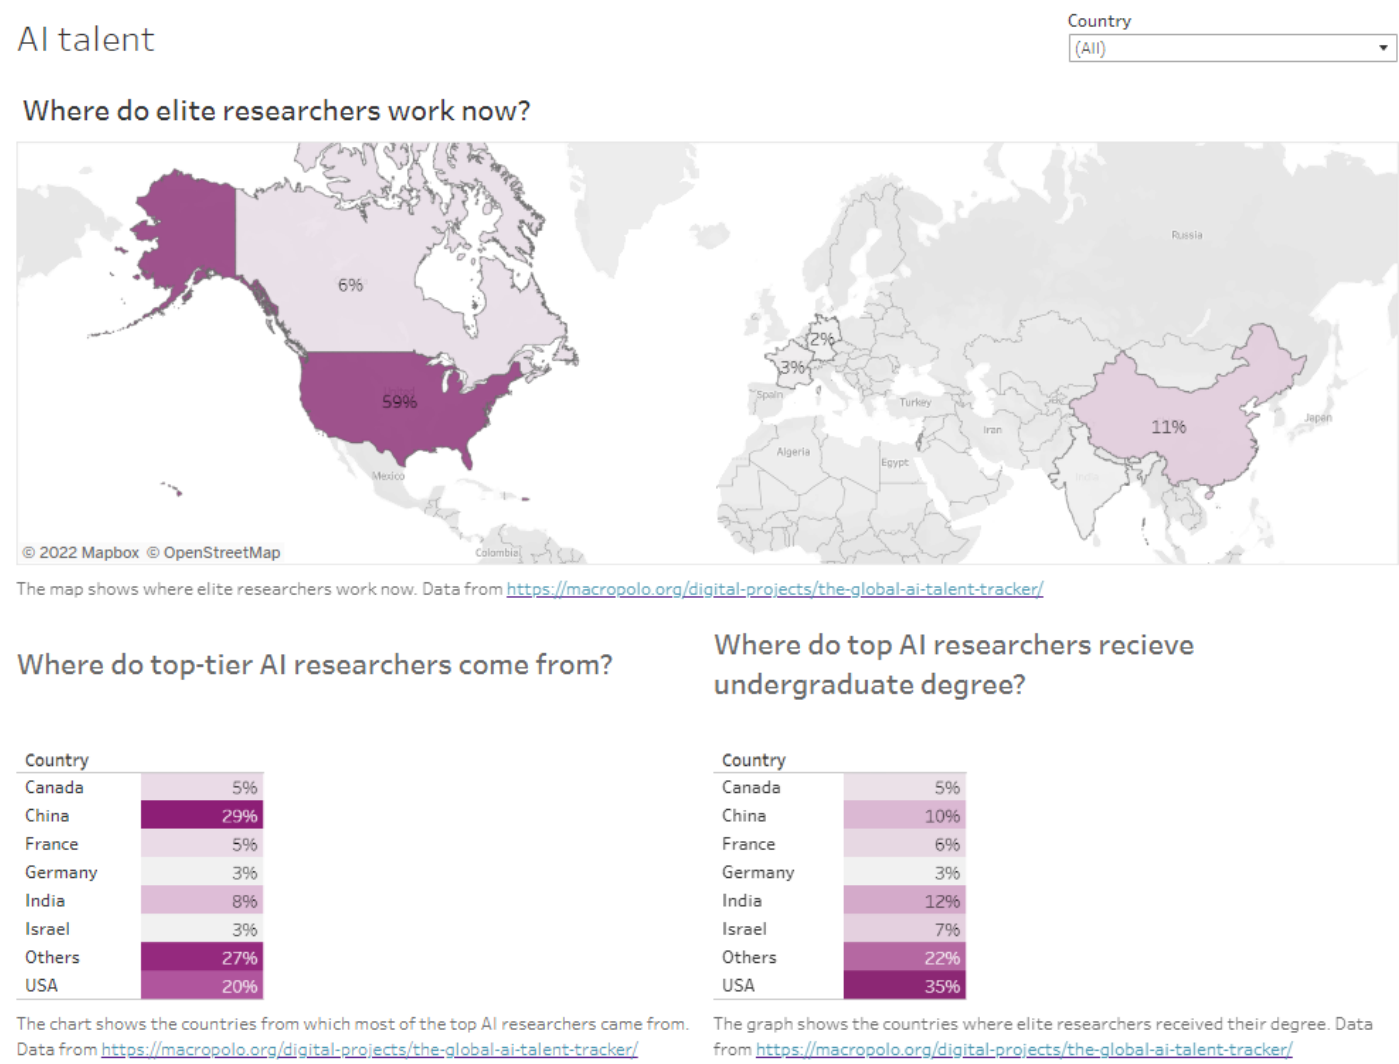 AI talent
Country
(All)
Where do elite researchers work now?
6%
59%
Mexico
Colombia
Russia
2%
3%
Spain
Turkey
Iran
Algeria
Egypt
India
11%
Japan
© 2022 Mapbox © OpenStreetMap
The map shows where elite researchers work now. Data from https://macropolo.org/digital-projects/the-global-ai-talent-tracker/
Where do top-tier AI researchers come from?
Country
Canada 5%
China 29%
France 5%
Germany 3%
India 8%
Israel 3%
Others 27%
USA 20%
The chart shows the countries from which most of the top AI researchers came from.
Data from https://macropolo.org/digital-projects/the-global-ai-talent-tracker/
Where do top AI researchers recieve
undergraduate degree?
Country
Canada 5%
China 10%
France 6%
Germany 3%
India 12%
Israel 7%
Others 22%
USA 35%
The graph shows the countries where elite researchers received their degree. Data
from https://macropolo.org/digital-projects/the-global-ai-talent-tracker/